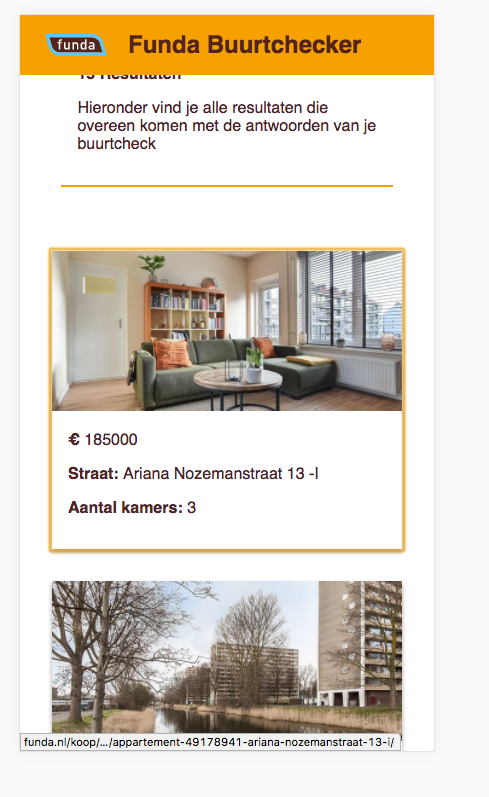 funda
Funda Buurtchecker
15 Resultaten
Hieronder vind je alle resultaten die
overeen komen met de antwoorden van je
buurtcheck
€ 185000
Straat: Ariana Nozemanstraat 13 -I
Aantal kamers: 3
funda.nl/koop/.../appartement-49178941-ariana-nozemanstraat-13-i/